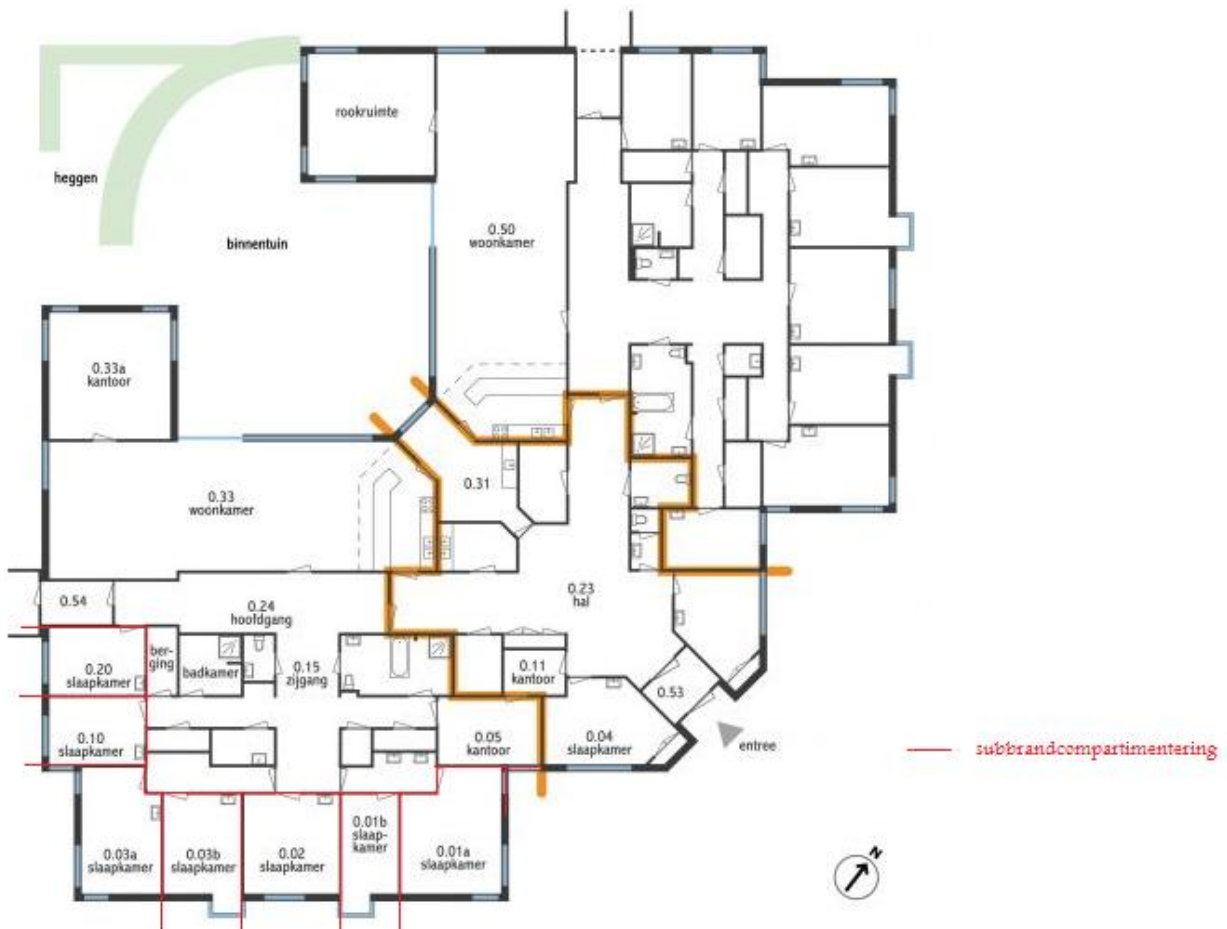 rookruimte
heggen
binnentuin
0.50
woonkamer
0.33a
kantoor
0.33
woonkamer
0.31
0.54
0.24
hoofdgang
0.23
hal
0.20
slaapkamer
ber-
ging
badkamer
0.15
zijgang
0.11
kantoor
0.53
0.10
slaapkamer
0.05
kantoor
0.04
slaapkamer
entree
subbrandcompartimentering
0.03a
slaapkamer
0.03b
slaapkamer
0.02
slaapkamer
0.01b
slaap-
kamer
0.01a
slaapkamer
N